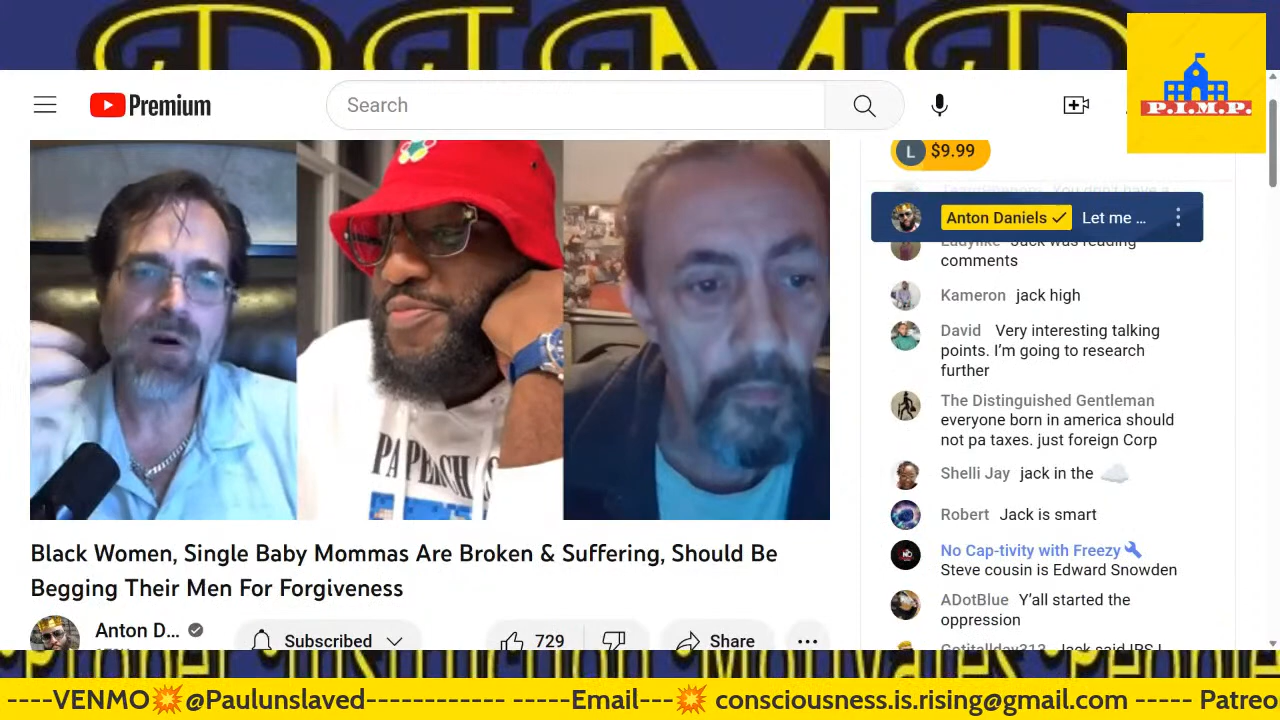 P.I.M.P.
Premium
Search
P.I.M.P.
L $9.99
Anton Daniels Let me ...
Jack was reading
comments
Kameron jack high
David Very interesting talking
points. I'm going to research
further
The Distinguished Gentleman
everyone born in america should
not pa taxes. just foreign Corp
Shelli Jay jack in the
Robert Jack is smart
No Cap-tivity with Freezy
Steve cousin is Edward Snowden
ADotBlue Y'all started the
oppression
Black Women, Single Baby Mommas Are Broken & Suffering, Should Be
Begging Their Men For Forgiveness
Anton D...
Subscribed
729
Share
----VENMO💥@Paulunslaved------------ -----Email---💥 consciousness.is.rising@gmail.com ----- Patreo